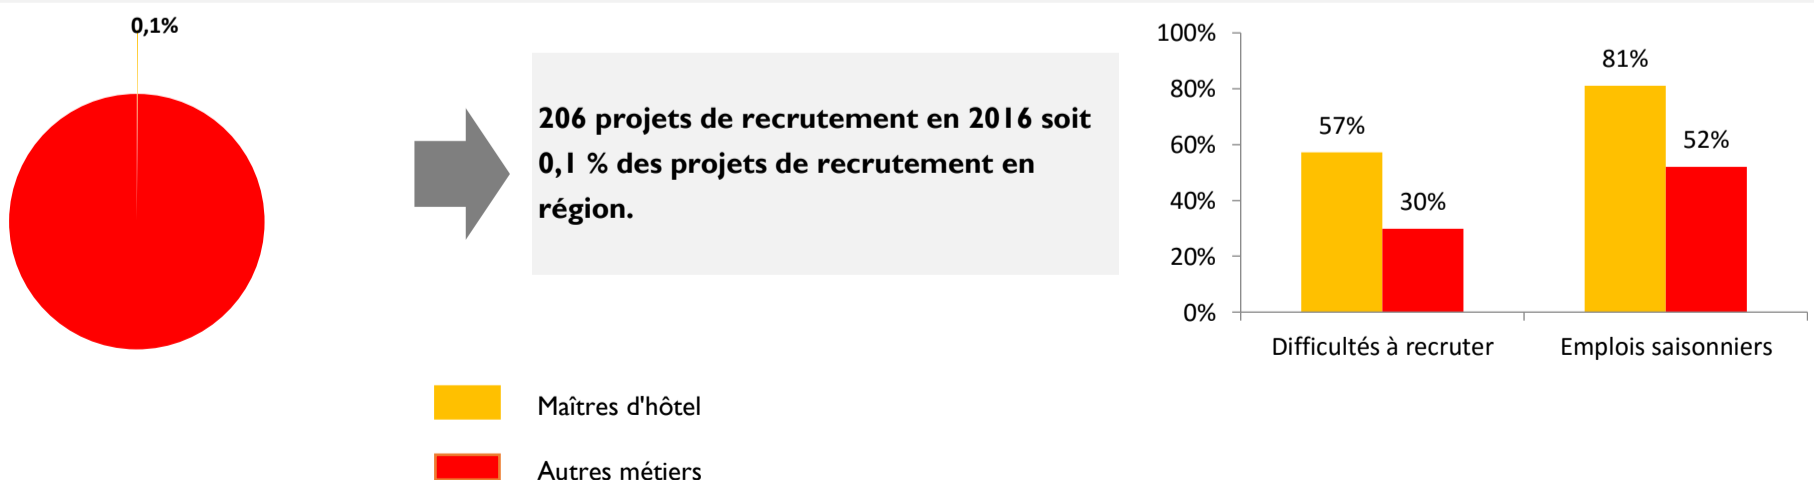 0,1%
206 projets de recrutement en 2016 soit
0,1 % des projets de recrutement en
région.
100%
80%
60%
40%
20%
0%
57%
30%
81%
52%
Difficultés à recruter
Emplois saisonniers
Maîtres d'hôtel
Autres métiers